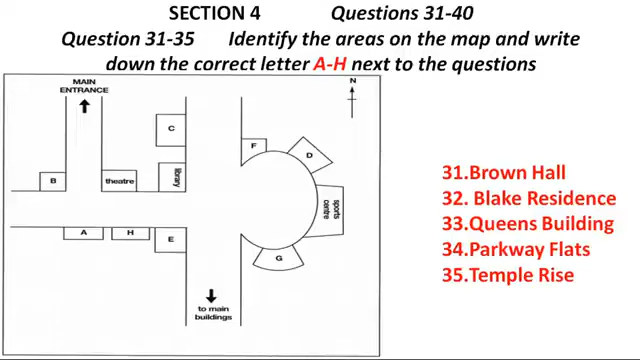 SECTION 4 Questions 31-40
Question 31-35 Identify the areas on the map and write
down the correct letter A-H next to the questions
MAIN
ENTRANCE
N
C
F
D
B
theatre
library
sports
centre
A
H
E
G
to main
buildings
31.Brown Hall
32. Blake Residence
33.Queens Building
34.Parkway Flats
35.Temple Rise